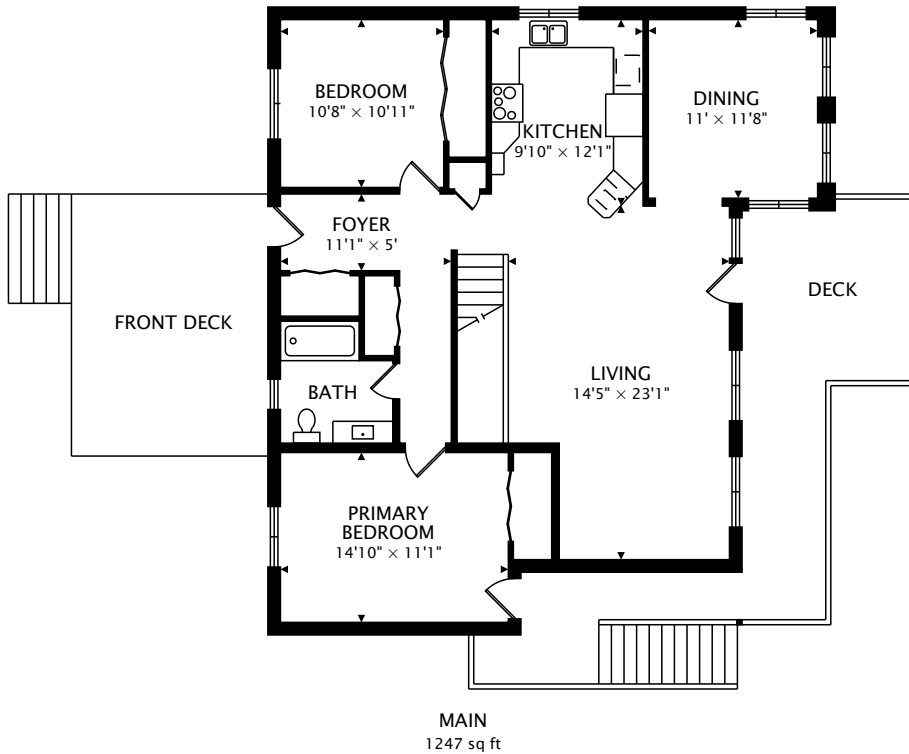 BEDROOM
10'8" × 10'11"
KITCHEN
9'10" × 12'1"
DINING
11' × 11'8"
FOYER
11'1" × 5'
FRONT DECK
DECK
BATH
LIVING
14'5" × 23'1"
PRIMARY
BEDROOM
14'10" × 11'1"
MAIN
1247 sq ft